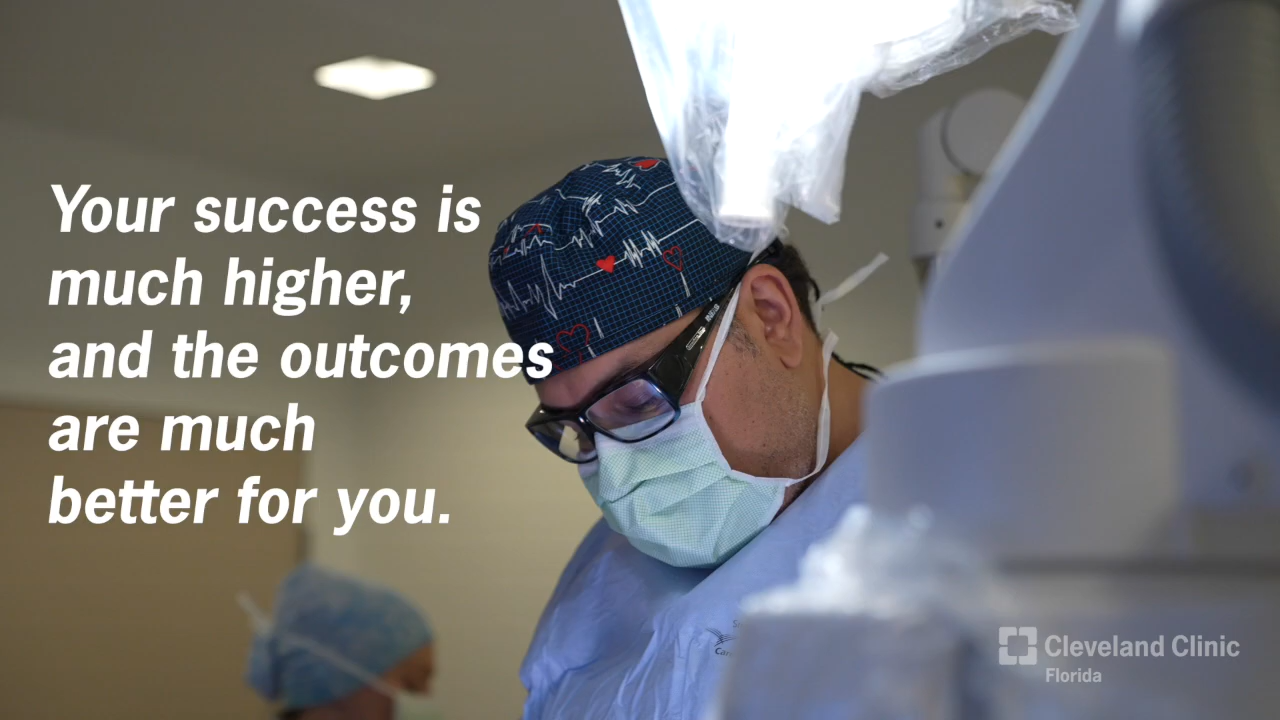 Your success is
much higher,
and the outcomes
are much
better for you.
Cleveland Clinic
Florida